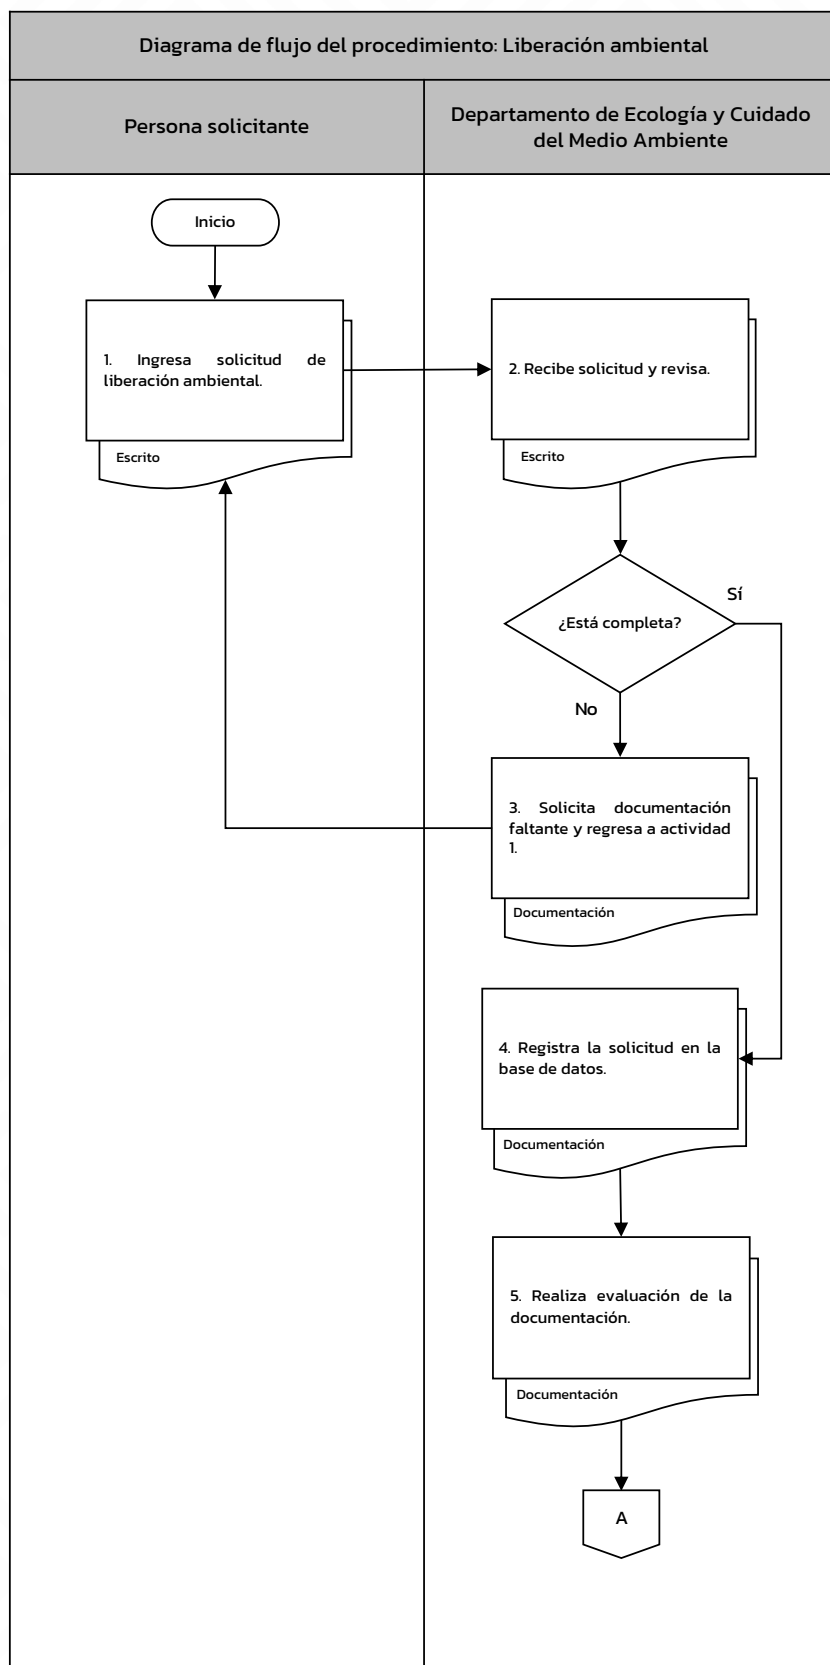 Diagrama de flujo del procedimiento: Liberación ambiental
Persona solicitante
Departamento de Ecología y Cuidado
del Medio Ambiente
Inicio
1. Ingresa solicitud de
liberación ambiental.
Escrito
2. Recibe solicitud y revisa.
Escrito
¿Está completa?
Sí
No
3. Solicita documentación
faltante y regresa a actividad
1.
Documentación
4. Registra la solicitud en la
base de datos.
Documentación
5. Realiza evaluación de la
documentación.
Documentación
A